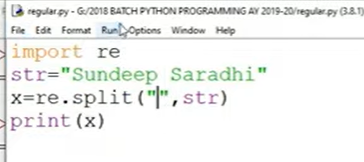 regular.py - G:/2018 BATCH PYTHON PROGRAMMING AY 2019-20/regular.py (3.8.1)
File Edit Format Run Options Window Help
import re
str="Sundeep Saradhi"
x=re.split("",str)
print(x)